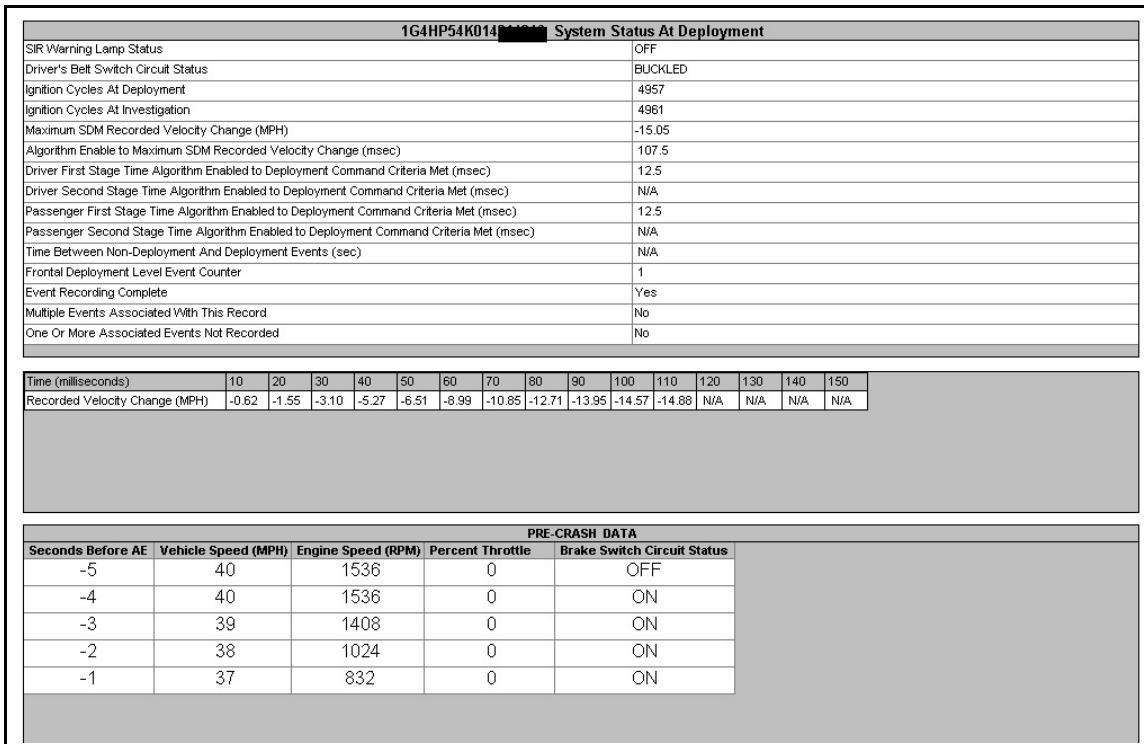 1G4HP54K014 System Status At Deployment
SIR Warning Lamp Status OFF
Driver's Belt Switch Circuit Status BUCKLED
Ignition Cycles At Deployment 4957
Ignition Cycles At Investigation 4961
Maximum SDM Recorded Velocity Change (MPH) -15.05
Algorithm Enable to Maximum SDM Recorded Velocity Change (msec) 107.5
Driver First Stage Time Algorithm Enabled to Deployment Command Criteria Met (msec) 12.5
Driver Second Stage Time Algorithm Enabled to Deployment Command Criteria Met (msec) N/A
Passenger First Stage Time Algorithm Enabled to Deployment Command Criteria Met (msec) 12.5
Passenger Second Stage Time Algorithm Enabled to Deployment Command Criteria Met (msec) N/A
Time Between Non-Deployment And Deployment Events (sec) N/A
Frontal Deployment Level Event Counter 1
Event Recording Complete Yes
Multiple Events Associated With This Record No
One Or More Associated Events Not Recorded No
Time (milliseconds) 10 20 30 40 50 60 70 80 90 100 110 120 130 140 150
Recorded Velocity Change (MPH) -0.62 -1.55 -3.10 -5.27 -6.51 -8.99 -10.85 -12.71 -13.95 -14.57 -14.88 N/A N/A N/A N/A
PRE-CRASH DATA
Seconds Before AE Vehicle Speed (MPH) Engine Speed (RPM) Percent Throttle Brake Switch Circuit Status
-5 40 1536 0 OFF
-4 40 1536 0 ON
-3 39 1408 0 ON
-2 38 1024 0 ON
-1 37 832 0 ON